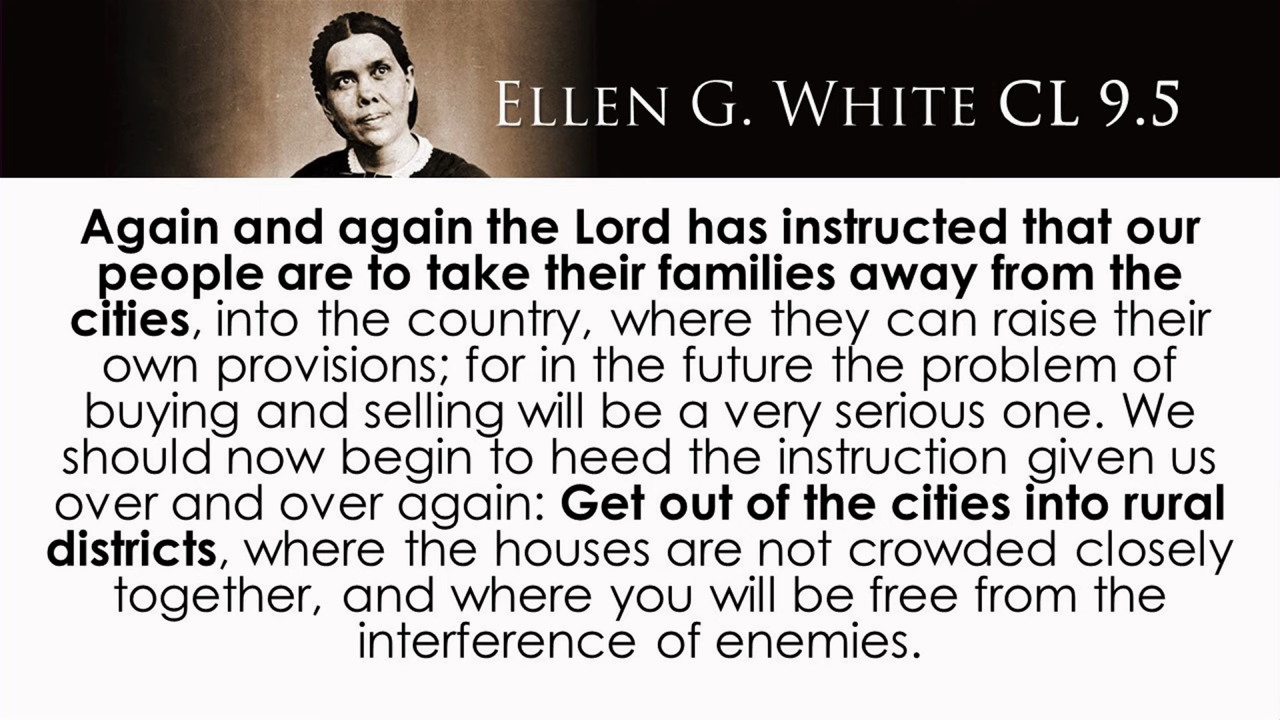 ELLEN G. WHITE CL 9.5
Again and again the Lord has instructed that our
people are to take their families away from the
cities, into the country, where they can raise their
own provisions; for in the future the problem of
buying and selling will be a very serious one. We
should now begin to heed the instruction given us
over and over again: Get out of the cities into rural
districts, where the houses are not crowded closely
together, and where you will be free from the
interference of enemies.